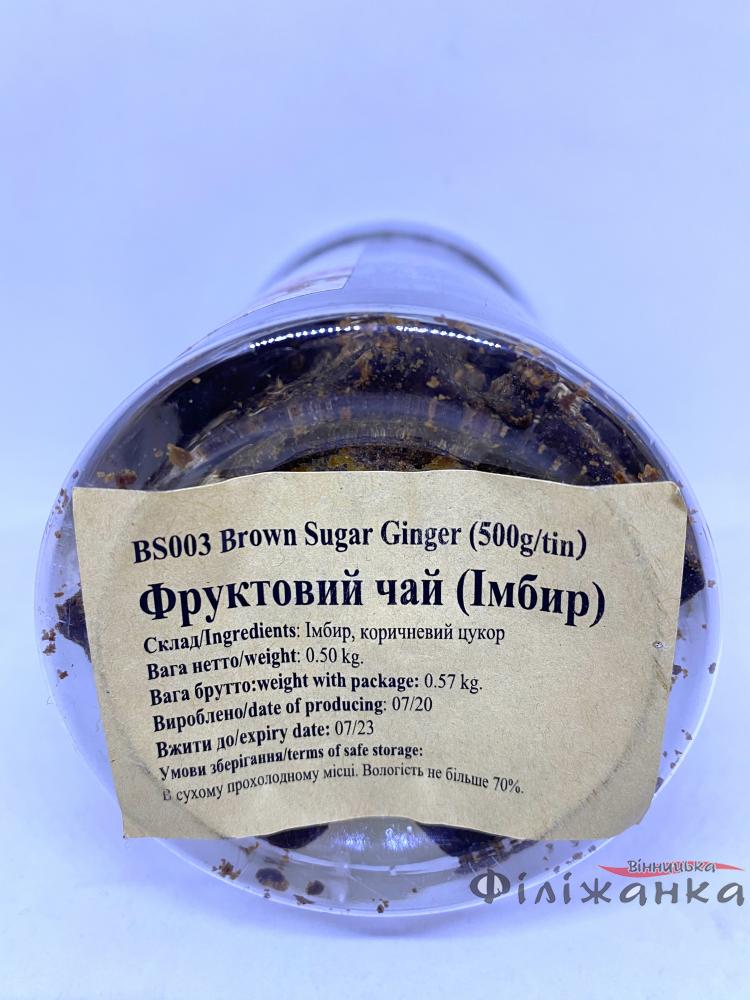 BS003 Brown Sugar Ginger (500g/tin)
Фруктовий чай (Імбир)
Склад/Ingredients: Імбир, коричневий цукор
Вага нетто/weight: 0.50 kg.
Вага брутто:weight with package: 0.57 kg.
Вироблено/date of producing: 07/20
Вжити до/expiry date: 07/23
Умови зберігання/terms of safe storage:
В сухому прохолодному місці. Вологість не більше 70%.
Вінницька
Філіжанка